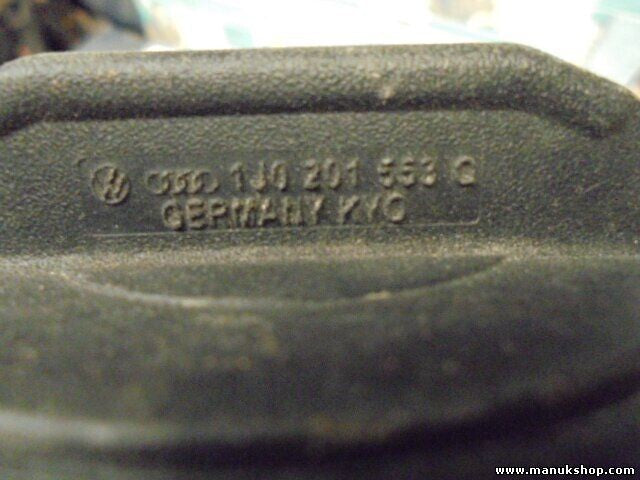 1J0 201 553 Q
GERMANY KYO
www.manukshop.com